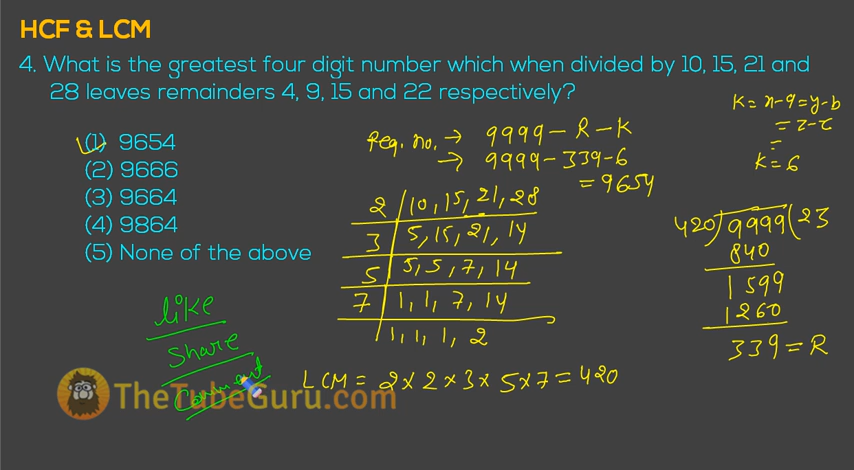 HCF & LCM
4. What is the greatest four digit number which when divided by 10, 15, 21 and
28 leaves remainders 4, 9, 15 and 22 respectively?
(1) 9654
(2) 9666
(3) 9664
(4) 9864
(5) None of the above
Req. no. → 9999 - R - K
→ 9999 - 339 - 6
= 9654
K = x - a = y - b
= z - c
=
K = 6
2 | 10, 15, 21, 28
3 | 5, 15, 21, 14
5 | 5, 5, 7, 14
7 | 1, 1, 7, 14
| 1, 1, 1, 2
LCM = 2 × 2 × 3 × 5 × 7 = 420
420) 9999 (23
840
1599
1260
339 = R
Like
Share
Comment
TheTubeGuru.com